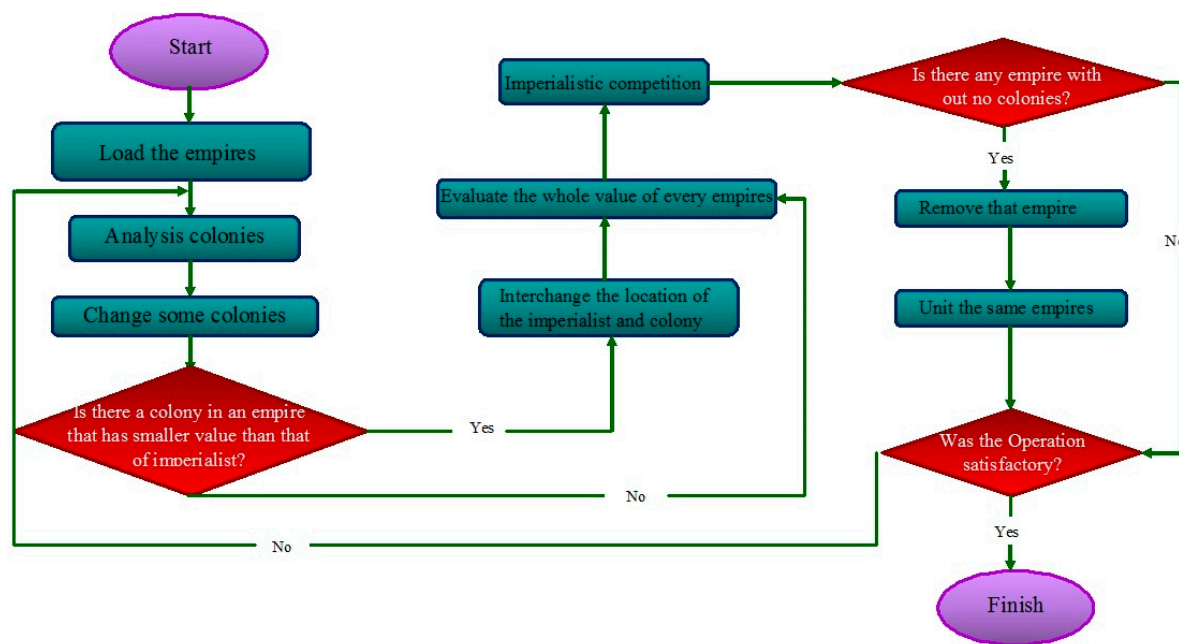 Start
Load the empires
Analysis colonies
Change some colonies
Is there a colony in an empire
that has smaller value than that
of imperialist?
Yes
No
Interchange the location of
the imperialist and colony
Evaluate the whole value of every empires
Imperialistic competition
Is there any empire with
out no colonies?
Yes
No
Remove that empire
Unit the same empires
Was the Operation
satisfactory?
No
Yes
Finish